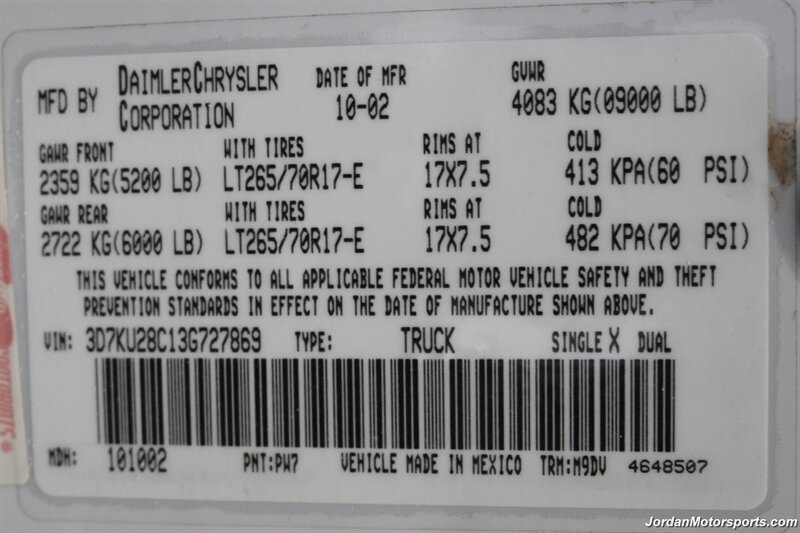 MFD BY DAIMLERCHRYSLER CORPORATION
DATE OF MFR 10-02
GVWR 4083 KG(09000 LB)
GAWR FRONT WITH TIRES RIMS AT COLD
2359 KG(5200 LB) LT265/70R17-E 17X7.5 413 KPA(60 PSI)
GAWR REAR WITH TIRES RIMS AT COLD
2722 KG(6000 LB) LT265/70R17-E 17X7.5 482 KPA(70 PSI)
THIS VEHICLE CONFORMS TO ALL APPLICABLE FEDERAL MOTOR VEHICLE SAFETY AND THEFT
PREVENTION STANDARDS IN EFFECT ON THE DATE OF MANUFACTURE SHOWN ABOVE.
VIN: 3D7KU28C13G727869 TYPE: TRUCK SINGLE X DUAL
MDH: 101002 PNT:PW7 VEHICLE MADE IN MEXICO TRM:M9DV 4648507
JordanMotorsports.com